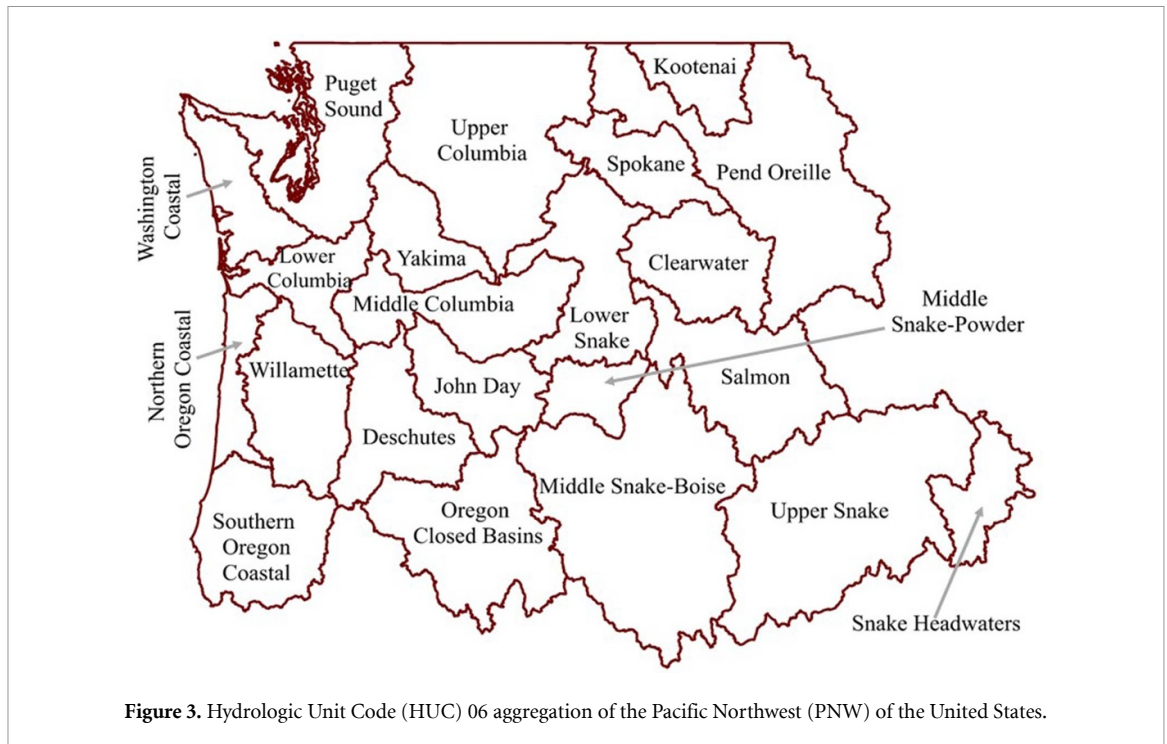 Kootenai
Puget
Sound
Upper
Columbia
Spokane
Pend Oreille
Washington
Coastal
Lower
Columbia
Yakima
Clearwater
Middle Columbia
Lower
Snake
Middle
Snake-Powder
Northern
Oregon Coastal
Willamette
John Day
Salmon
Deschutes
Middle Snake-Boise
Oregon
Closed Basins
Upper Snake
Southern
Oregon
Coastal
Snake Headwaters
Figure 3. Hydrologic Unit Code (HUC) 06 aggregation of the Pacific Northwest (PNW) of the United States.